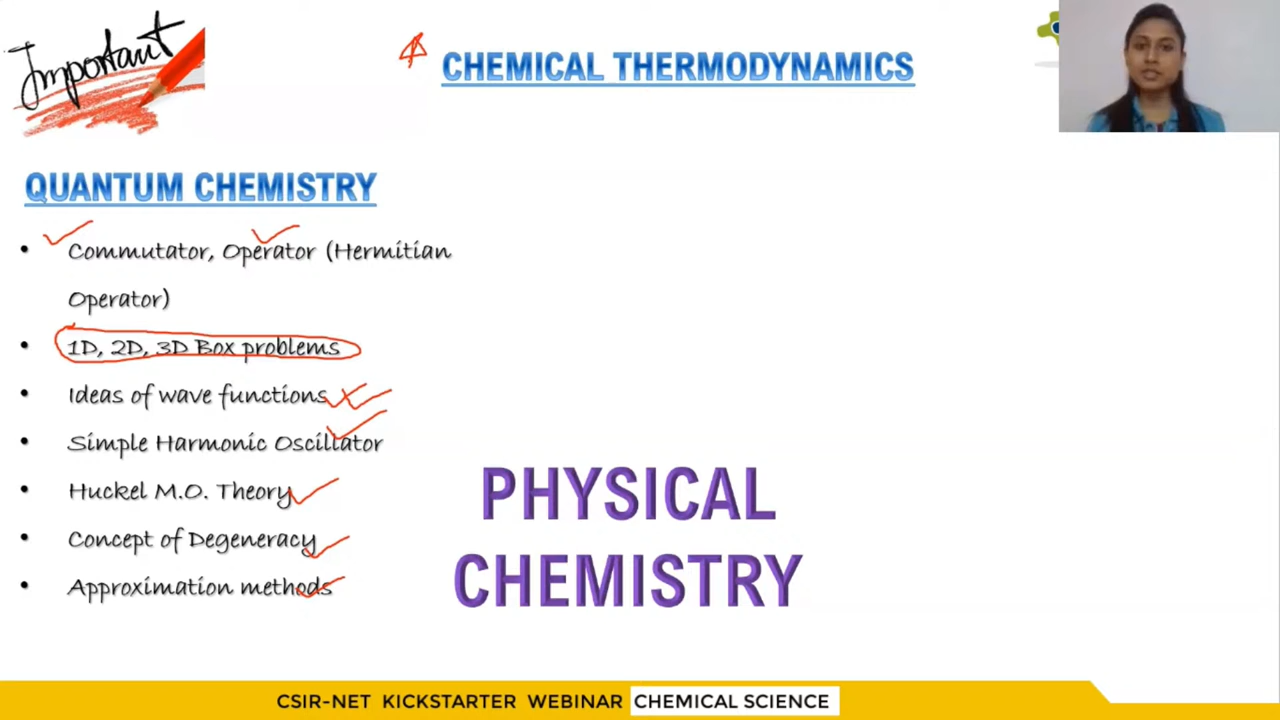 Important
CHEMICAL THERMODYNAMICS
QUANTUM CHEMISTRY
• Commutator, Operator (Hermitian
Operator)
• 1D, 2D, 3D Box problems
• Ideas of wave functions
• Simple Harmonic Oscillator
• Huckel M.O. Theory
• Concept of Degeneracy
• Approximation methods
PHYSICAL
CHEMISTRY
CSIR-NET KICKSTARTER WEBINAR CHEMICAL SCIENCE